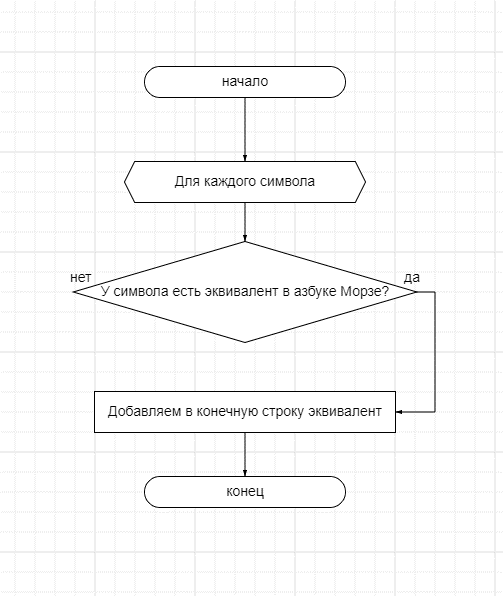 начало
Для каждого символа
нет
да
У символа есть эквивалент в азбуке Морзе?
Добавляем в конечную строку эквивалент
конец